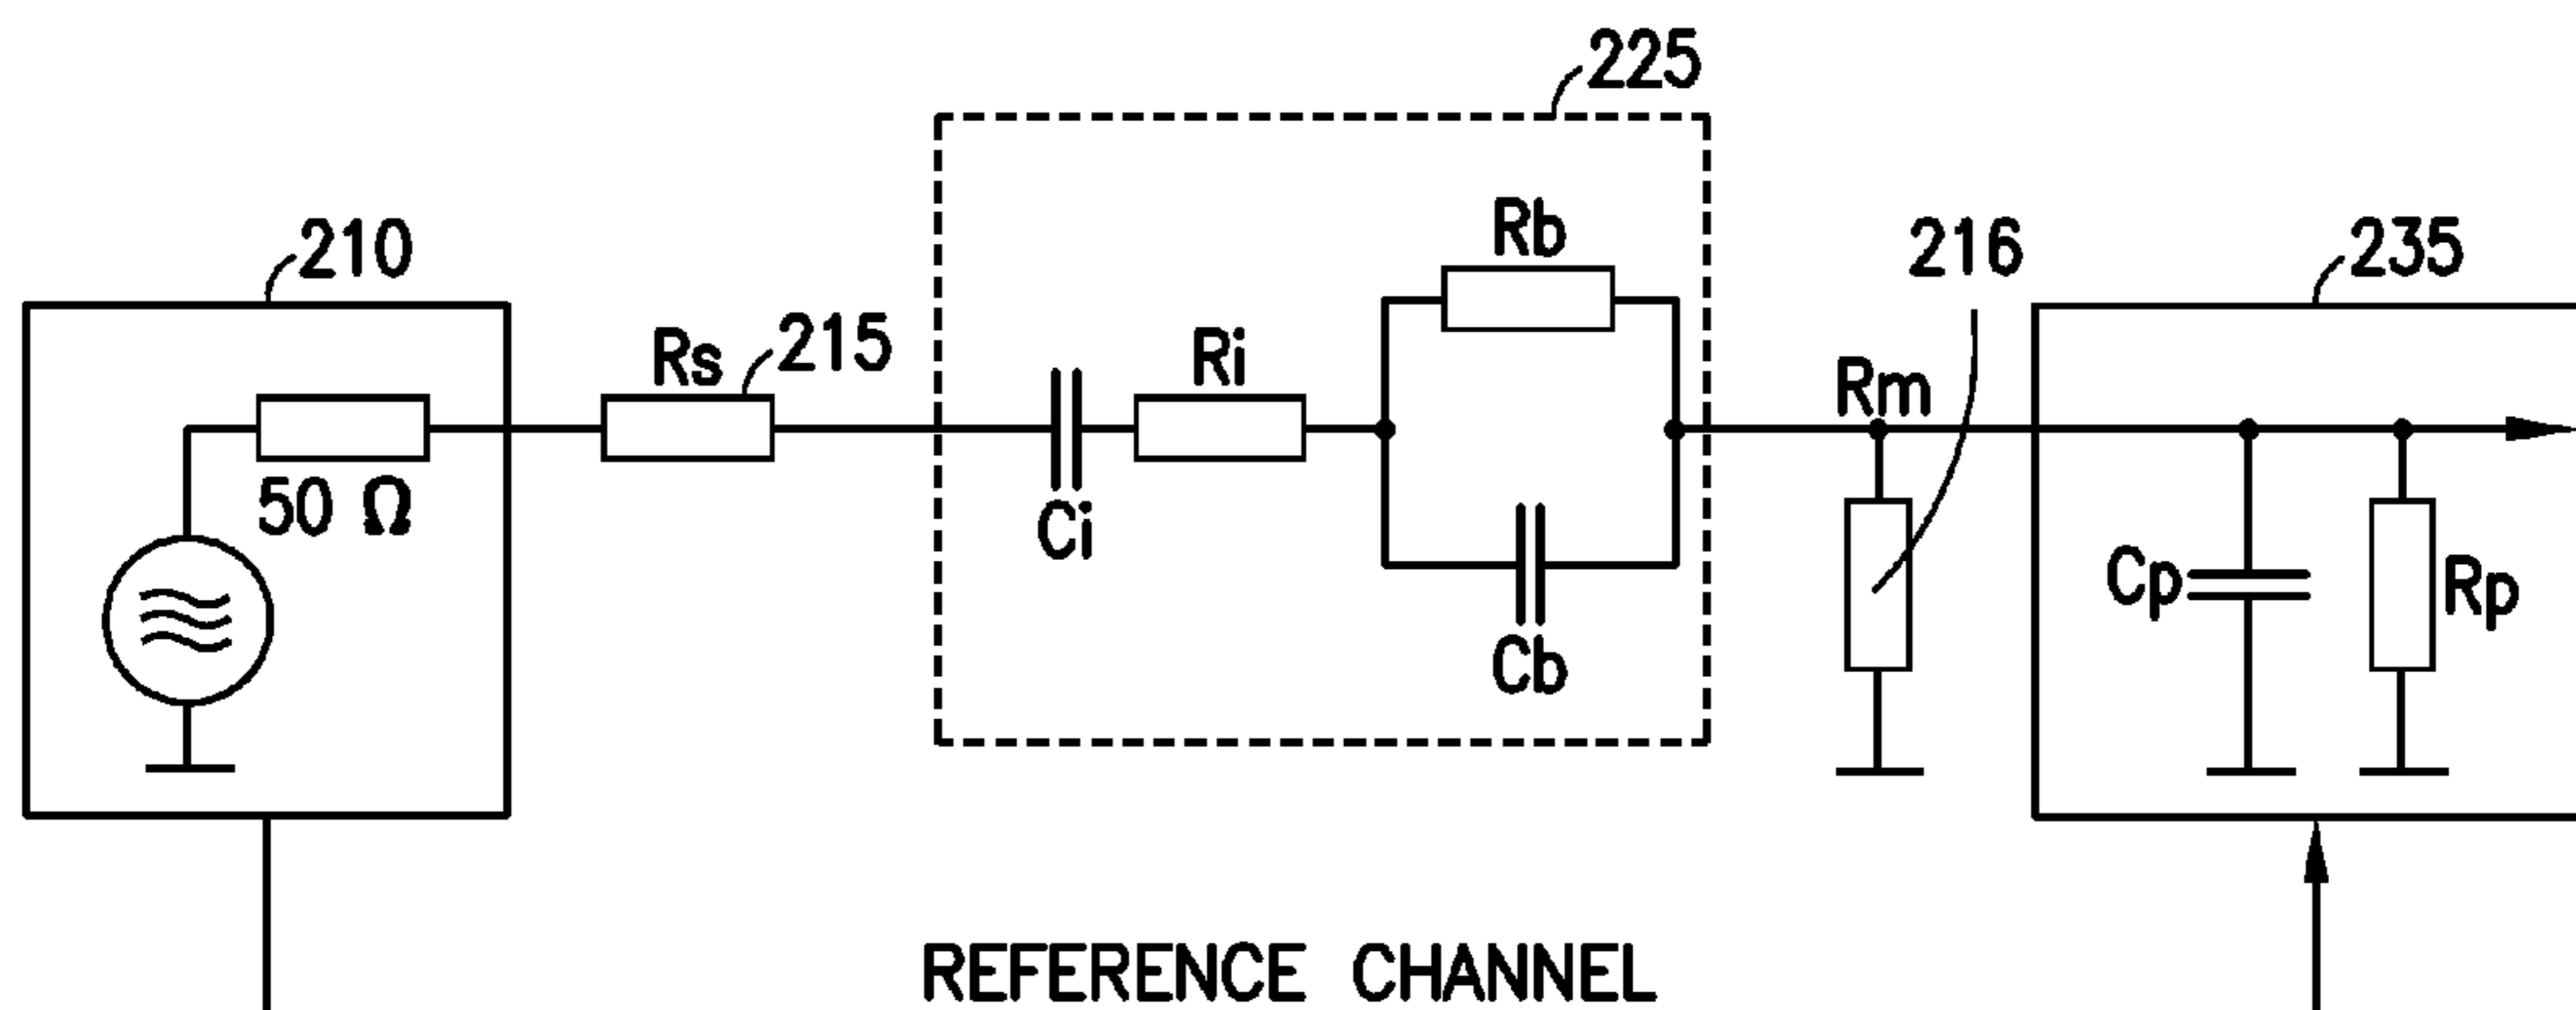 225
210
Rb
216
235
Rs
215
Ri
Rm
50 Ω
Ci
Cp
Rp
Cb
REFERENCE CHANNEL